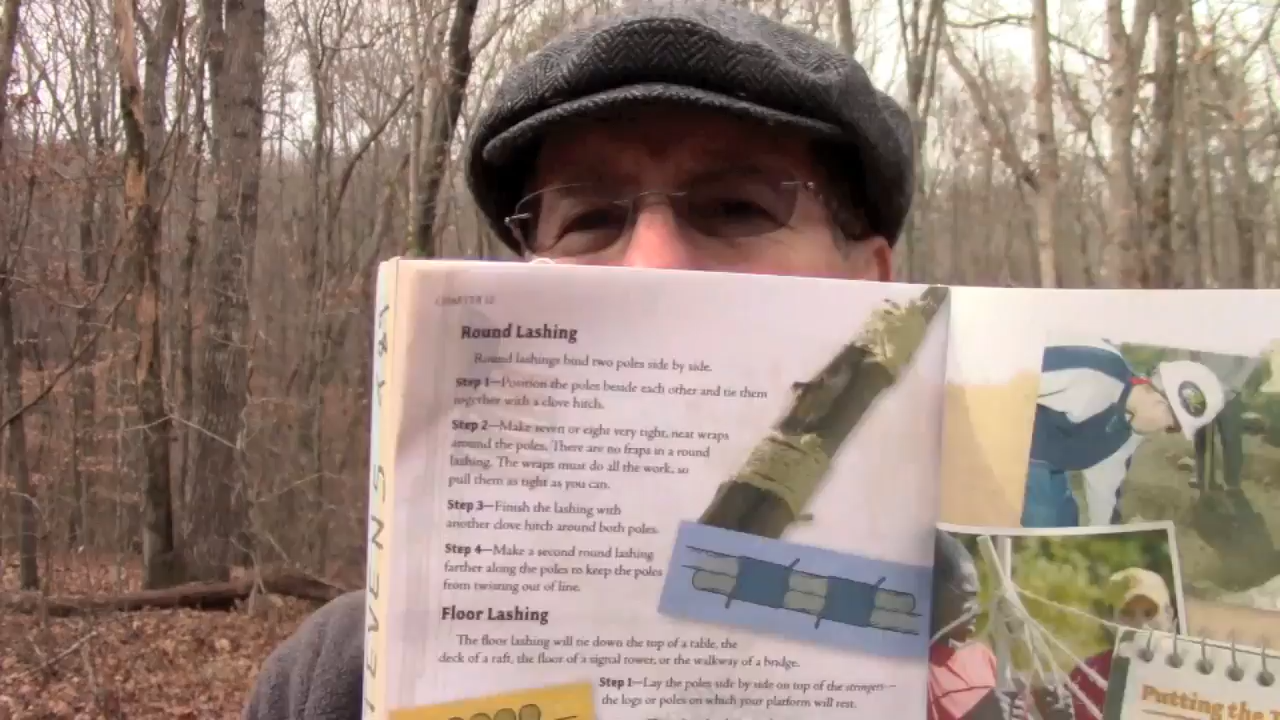 CHAPTER 10
Round Lashing
Round lashings bind two poles side by side.
Step 1—Position the poles beside each other and tie them
together with a clove hitch.
Step 2—Make seven or eight very tight, neat wraps
around the poles. There are no fraps in a round
lashing. The wraps must do all the work, so
pull them as tight as you can.
Step 3—Finish the lashing with
another clove hitch around both poles.
Step 4—Make a second round lashing
farther along the poles to keep the poles
from twisting out of line.
Floor Lashing
The floor lashing will tie down the top of a table, the
deck of a raft, the floor of a signal tower, or the walkway of a bridge.
Step 1—Lay the poles side by side on top of the stringers—
the logs or poles on which your platform will rest.
Putting the